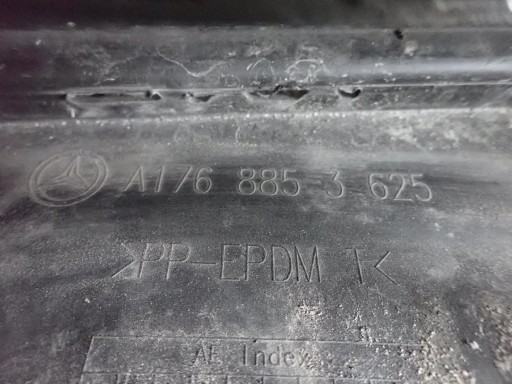 A176 885 3 625
>PP-EPDM T<
AE Index